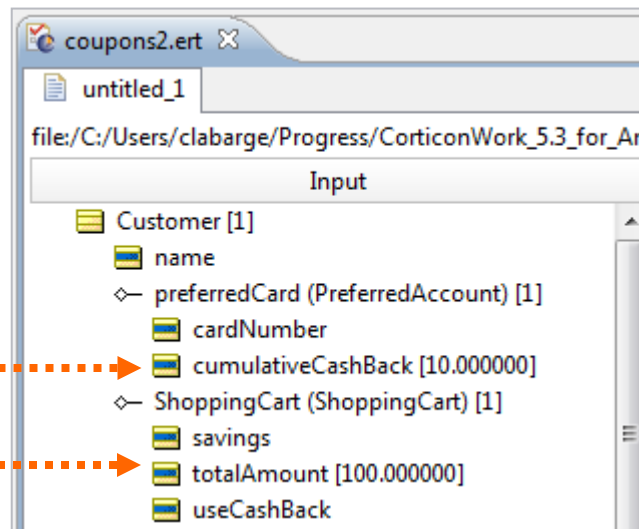 coupons2.ert
untitled_1
file:/C:/Users/clabarge/Progress/CorticonWork_5.3_for_Ar
Input
Customer [1]
name
preferredCard (PreferredAccount) [1]
cardNumber
cumulativeCashBack [10.000000]
ShoppingCart (ShoppingCart) [1]
savings
totalAmount [100.000000]
useCashBack